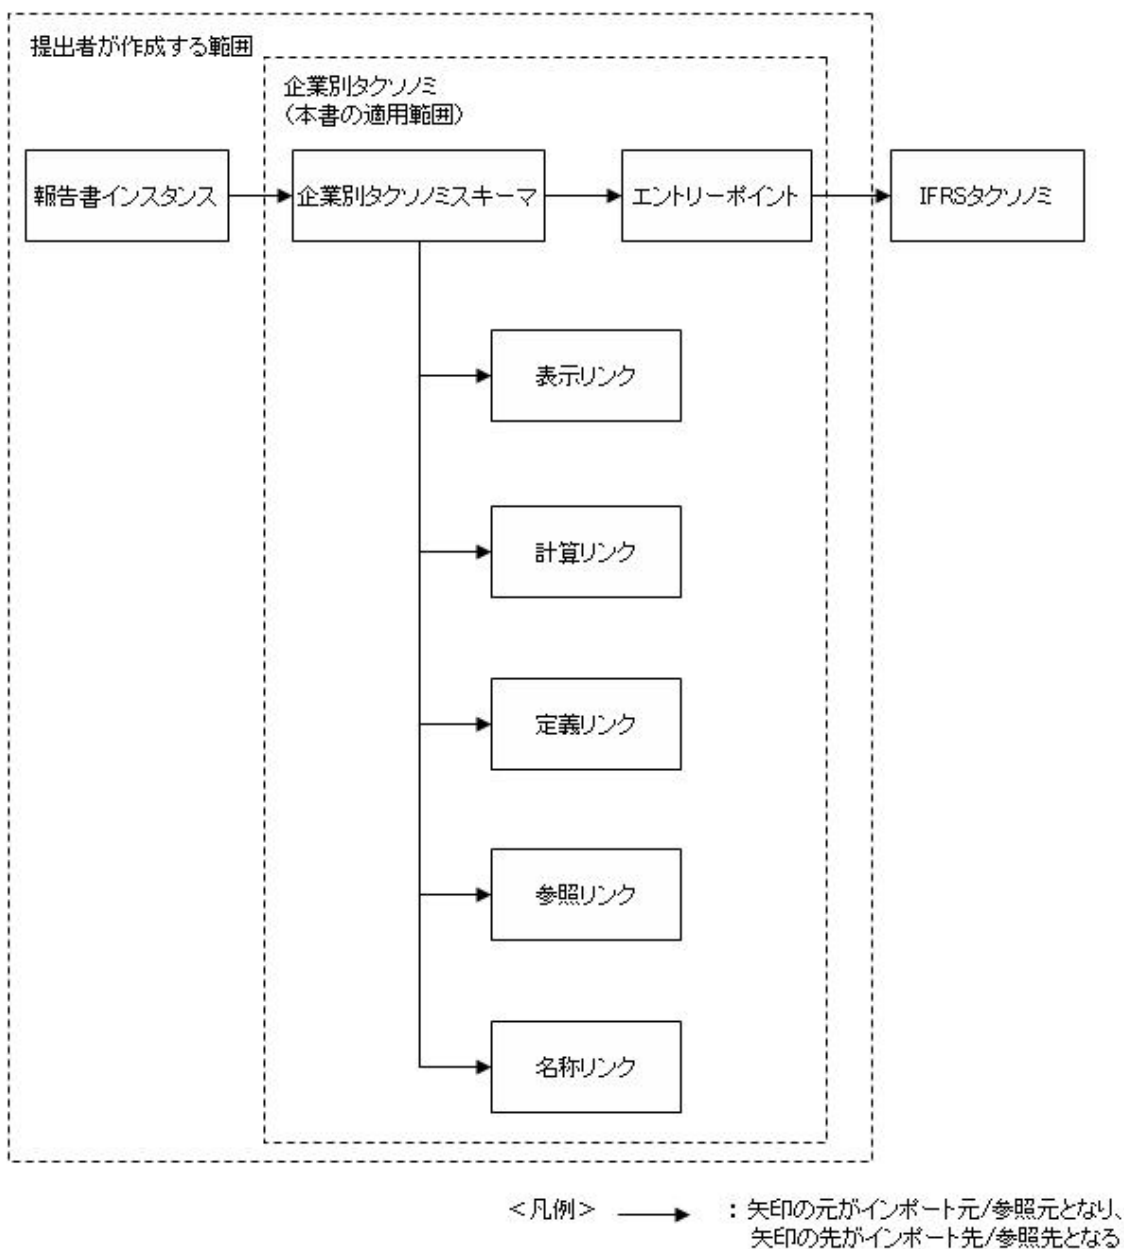 提出者が作成する範囲
企業別タクソノミ
(本書の適用範囲)
報告書インスタンス
企業別タクソノミスキーマ
エントリーポイント
IFRSタクソノミ
表示リンク
計算リンク
定義リンク
参照リンク
名称リンク
<凡例>
:矢印の元がインポート元/参照元となり、
矢印の先がインポート先/参照先となる